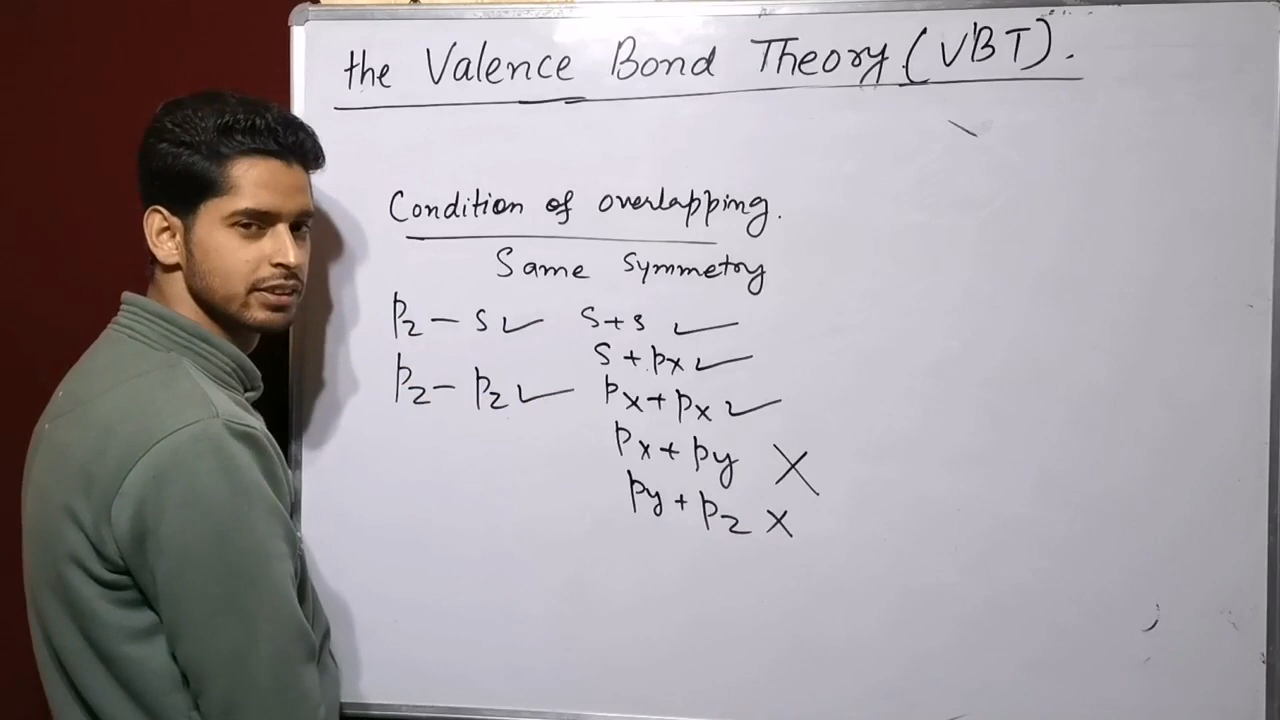 the Valence Bond Theory (VBT).
Condition of overlapping.
Same Symmetry
Pz - s ✓ s+s ✓
s + px ✓
Pz - Pz ✓ Px + Px ✓
Px + Py X
Py + Pz X